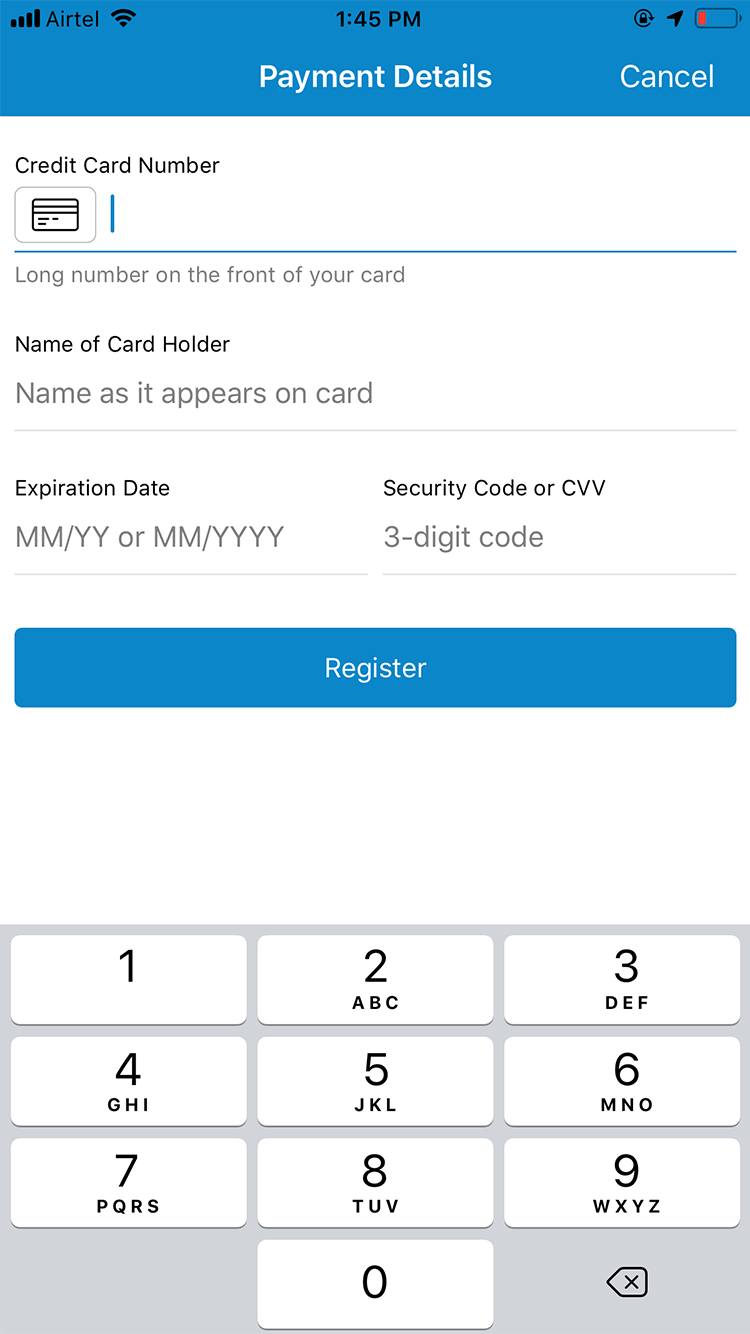 Airtel 1:45 PM
Payment Details Cancel
Credit Card Number
Long number on the front of your card
Name of Card Holder
Name as it appears on card
Expiration Date Security Code or CVV
MM/YY or MM/YYYY 3-digit code
Register
1 2 3
ABC DEF
4 5 6
GHI JKL MNO
7 8 9
PQRS TUV WXYZ
0